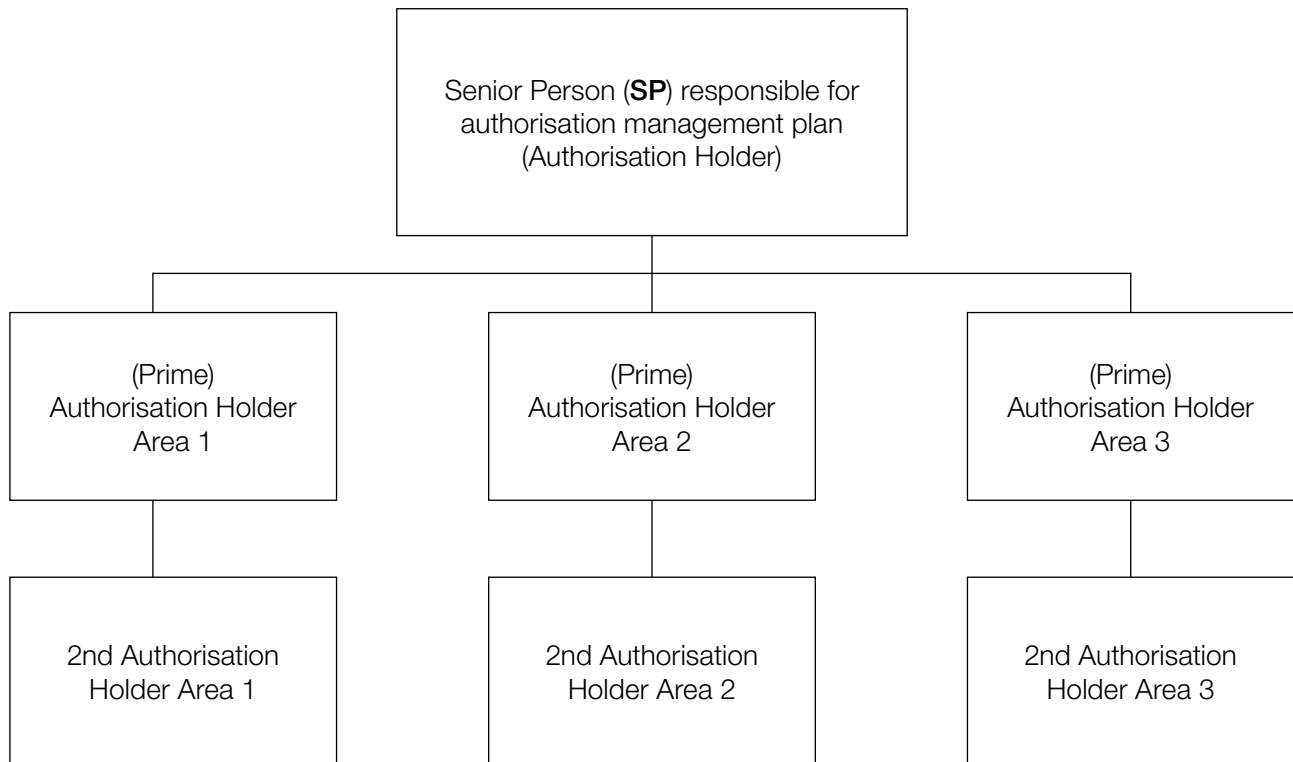 Senior Person (SP) responsible for
authorisation management plan
(Authorisation Holder)
(Prime)
Authorisation Holder
Area 1
(Prime)
Authorisation Holder
Area 2
(Prime)
Authorisation Holder
Area 3
2nd Authorisation
Holder Area 1
2nd Authorisation
Holder Area 2
2nd Authorisation
Holder Area 3